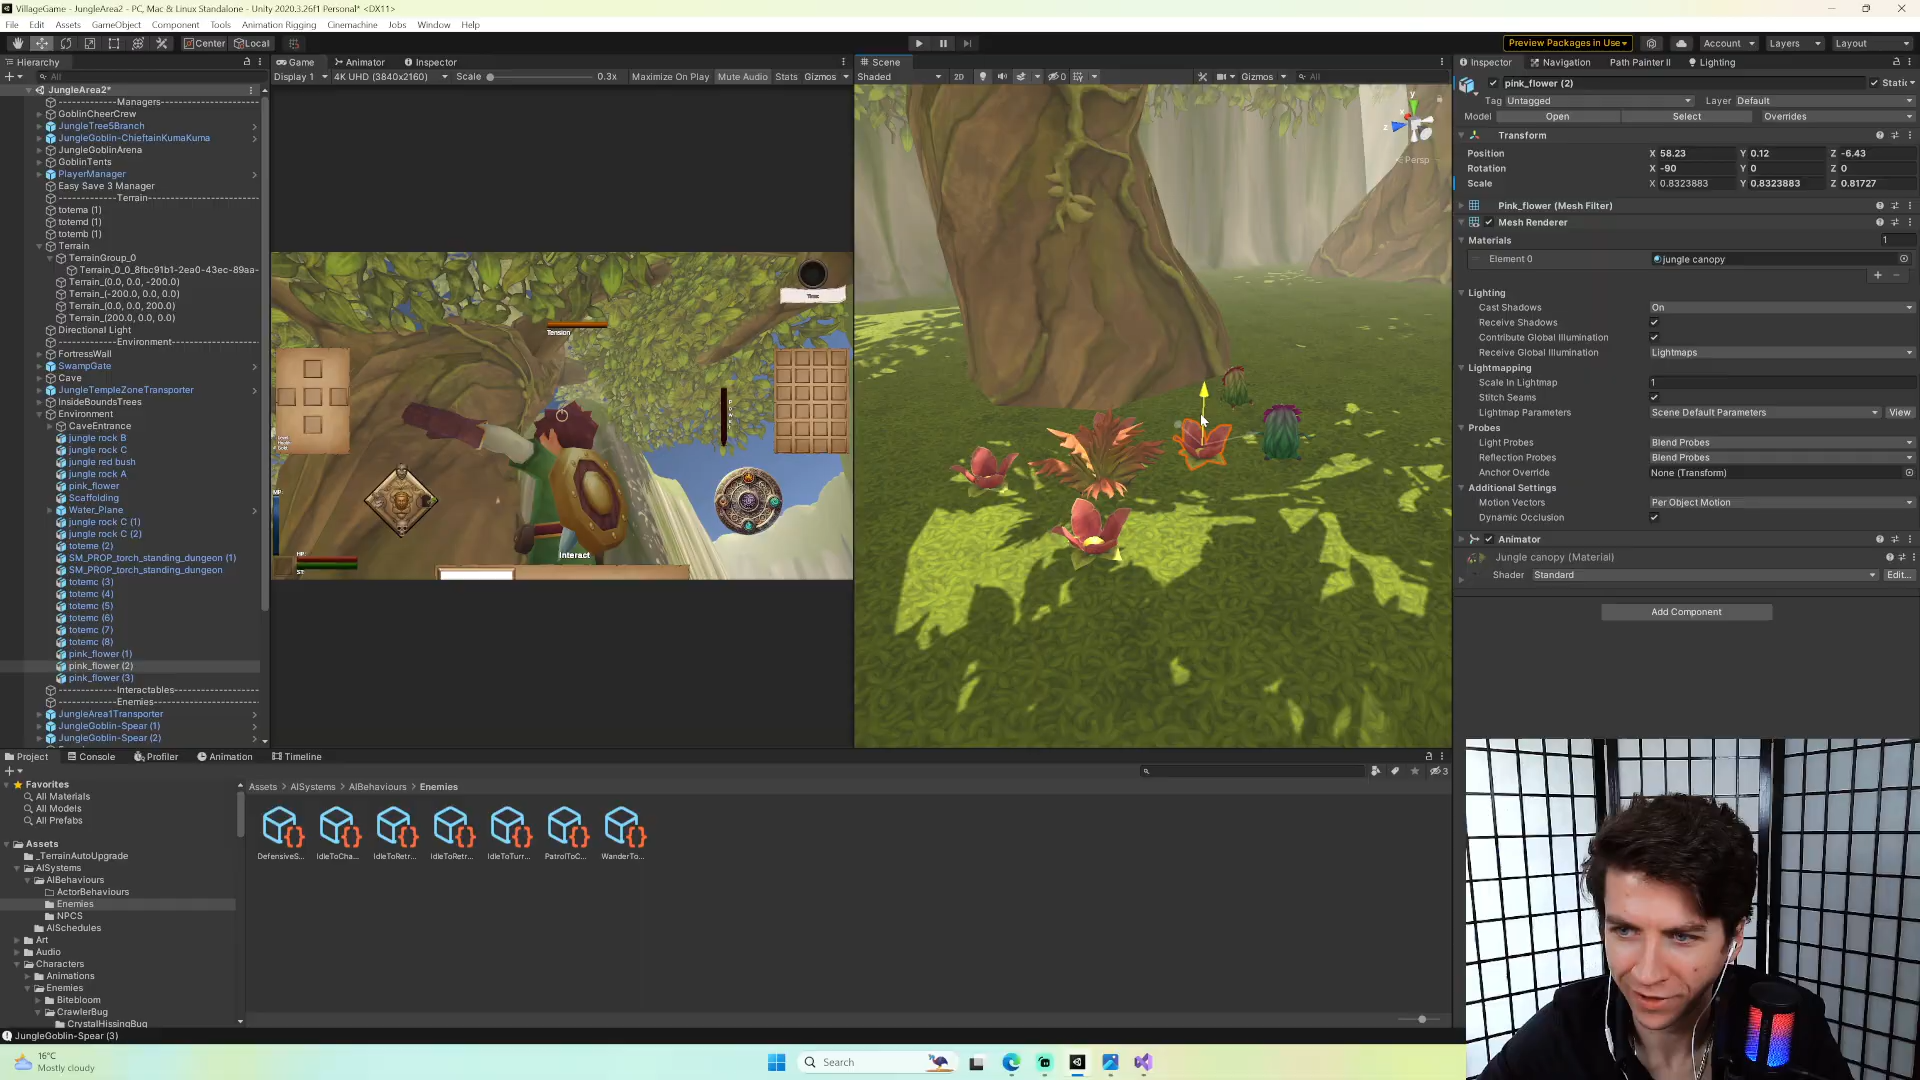 VillageGame - JungleArea2 - PC, Mac & Linux Standalone - Unity 2020.3.26f1 Personal* <DX11>
File Edit Assets GameObject Component Tools Animation Rigging Cinemachine Jobs Window Help
Center Local
Preview Packages in Use Account Layers Layout
Hierarchy
All
JungleArea2*
------------Managers------------
GoblinCheerCrew
JungleTree5Branch
JungleGoblin-ChieftainKumaKuma
JungleGoblinArena
GoblinTents
PlayerManager
Easy Save 3 Manager
------------Terrain------------
totema (1)
totemd (1)
totemb (1)
Terrain
TerrainGroup_0
Terrain_0_0_8fbc91b1-2ea0-43ec-89aa-
Terrain_(0.0, 0.0, -200.0)
Terrain_(-200.0, 0.0, 0.0)
Terrain_(0.0, 0.0, 200.0)
Terrain_(200.0, 0.0, 0.0)
Directional Light
------------Environment------------
FortressWall
SwampGate
Cave
JungleTempleZoneTransporter
InsideBoundsTrees
Environment
CaveEntrance
jungle rock B
jungle rock C
jungle red bush
jungle rock A
pink_flower
Scaffolding
Water_Plane
jungle rock C (1)
jungle rock C (2)
toteme (2)
SM_PROP_torch_standing_dungeon (1)
SM_PROP_torch_standing_dungeon
totemc (3)
totemc (4)
totemc (5)
totemc (6)
totemc (7)
totemc (8)
pink_flower (1)
pink_flower (2)
pink_flower (3)
------------Interactables------------
------------Enemies------------
JungleArea1Transporter
JungleGoblin-Spear (1)
JungleGoblin-Spear (2)
Game Animator Inspector
Display 1 4K UHD (3840x2160) Scale 0.3x Maximize On Play Mute Audio Stats Gizmos
Tension
Interact
MP:
HP:
ST:
Scene
Shaded 2D 0 Gizmos All
y
z
Persp
Inspector Navigation Path Painter II Lighting
pink_flower (2) Static
Tag Untagged Layer Default
Model Open Select Overrides
Transform
Position X 58.23 Y 0.12 Z -6.43
Rotation X -90 Y 0 Z 0
Scale X 0.8323883 Y 0.8323883 Z 0.81727
Pink_flower (Mesh Filter)
Mesh Renderer
Materials 1
Element 0 jungle canopy
Lighting
Cast Shadows On
Receive Shadows
Contribute Global Illumination
Receive Global Illumination Lightmaps
Lightmapping
Scale In Lightmap 1
Stitch Seams
Lightmap Parameters Scene Default Parameters View
Probes
Light Probes Blend Probes
Reflection Probes Blend Probes
Anchor Override None (Transform)
Additional Settings
Motion Vectors Per Object Motion
Dynamic Occlusion
Animator
Jungle canopy (Material)
Shader Standard Edit...
Add Component
Project Console Profiler Animation Timeline
3
Favorites
All Materials
All Models
All Prefabs
Assets
_TerrainAutoUpgrade
AISystems
AIBehaviours
ActorBehaviours
Enemies
NPCS
AISchedules
Art
Audio
Characters
Animations
Enemies
Bitebloom
CrawlerBug
CrystalHissingBug
Assets AISystems AIBehaviours Enemies
DefensiveS... IdleToCha... IdleToRetr... IdleToRetr... IdleToTurr... PatrolToC... WanderTo...
JungleGoblin-Spear (3)
16°C
Mostly cloudy
Search